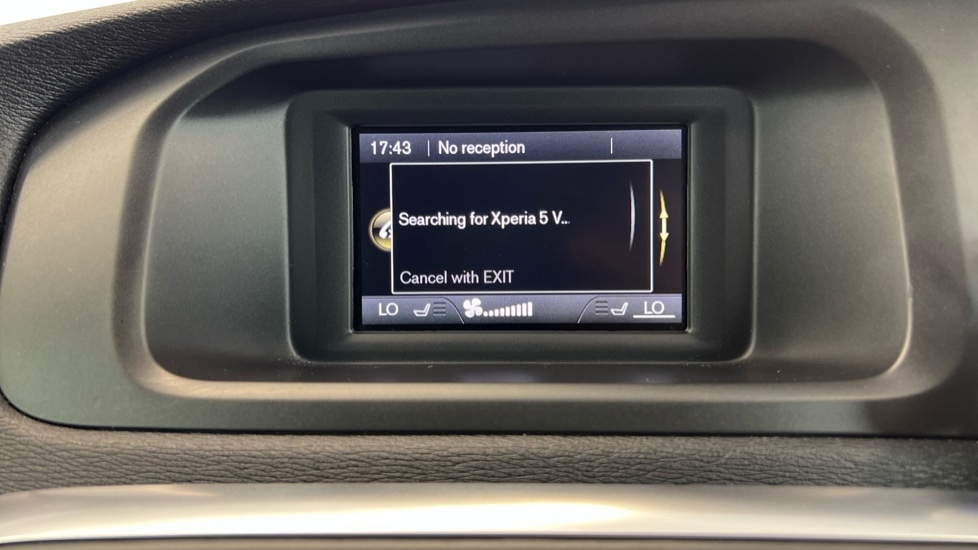 17:43 No reception
Searching for Xperia 5 V..
Cancel with EXIT
LO LO